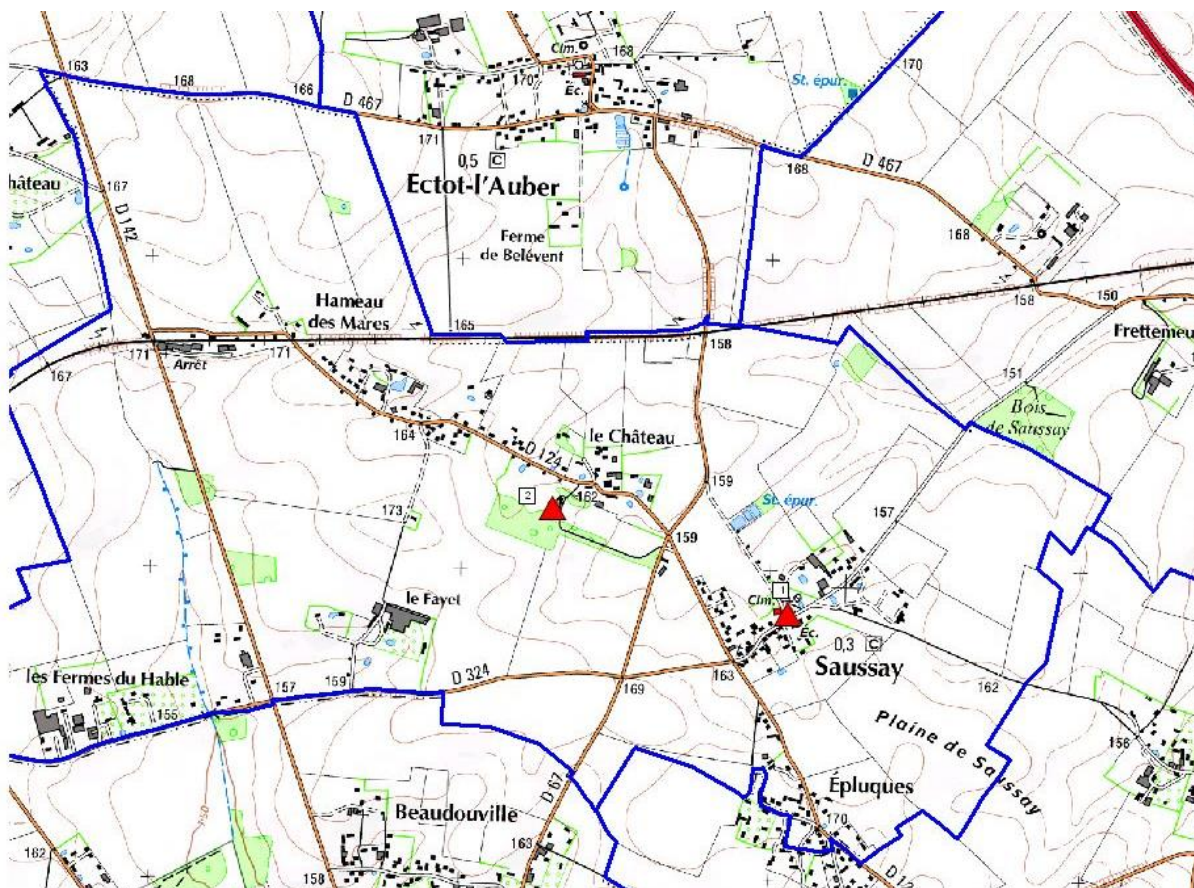 Cim.
168
163
168
170
Éc.
St. épur.
170
166
D 467
171
168
D 467
0,5 C
Ectot-l'Auber
167
D 142
Ferme
de Belévent
168
Hameau
des Mares
165
158
150
158
171
Arrêt
171
167
151
Bois
de Saussay
164
le Château
D 124
2
162
159
St. épur.
173
157
159
le Fayet
1
Cim.
Éc.
0,3 C
Saussay
les Fermes du Hable
155
157
159
D 324
169
163
162
Plaine de Saussay
156
Épluques
D 67
Beaudouville
170
162
158
163